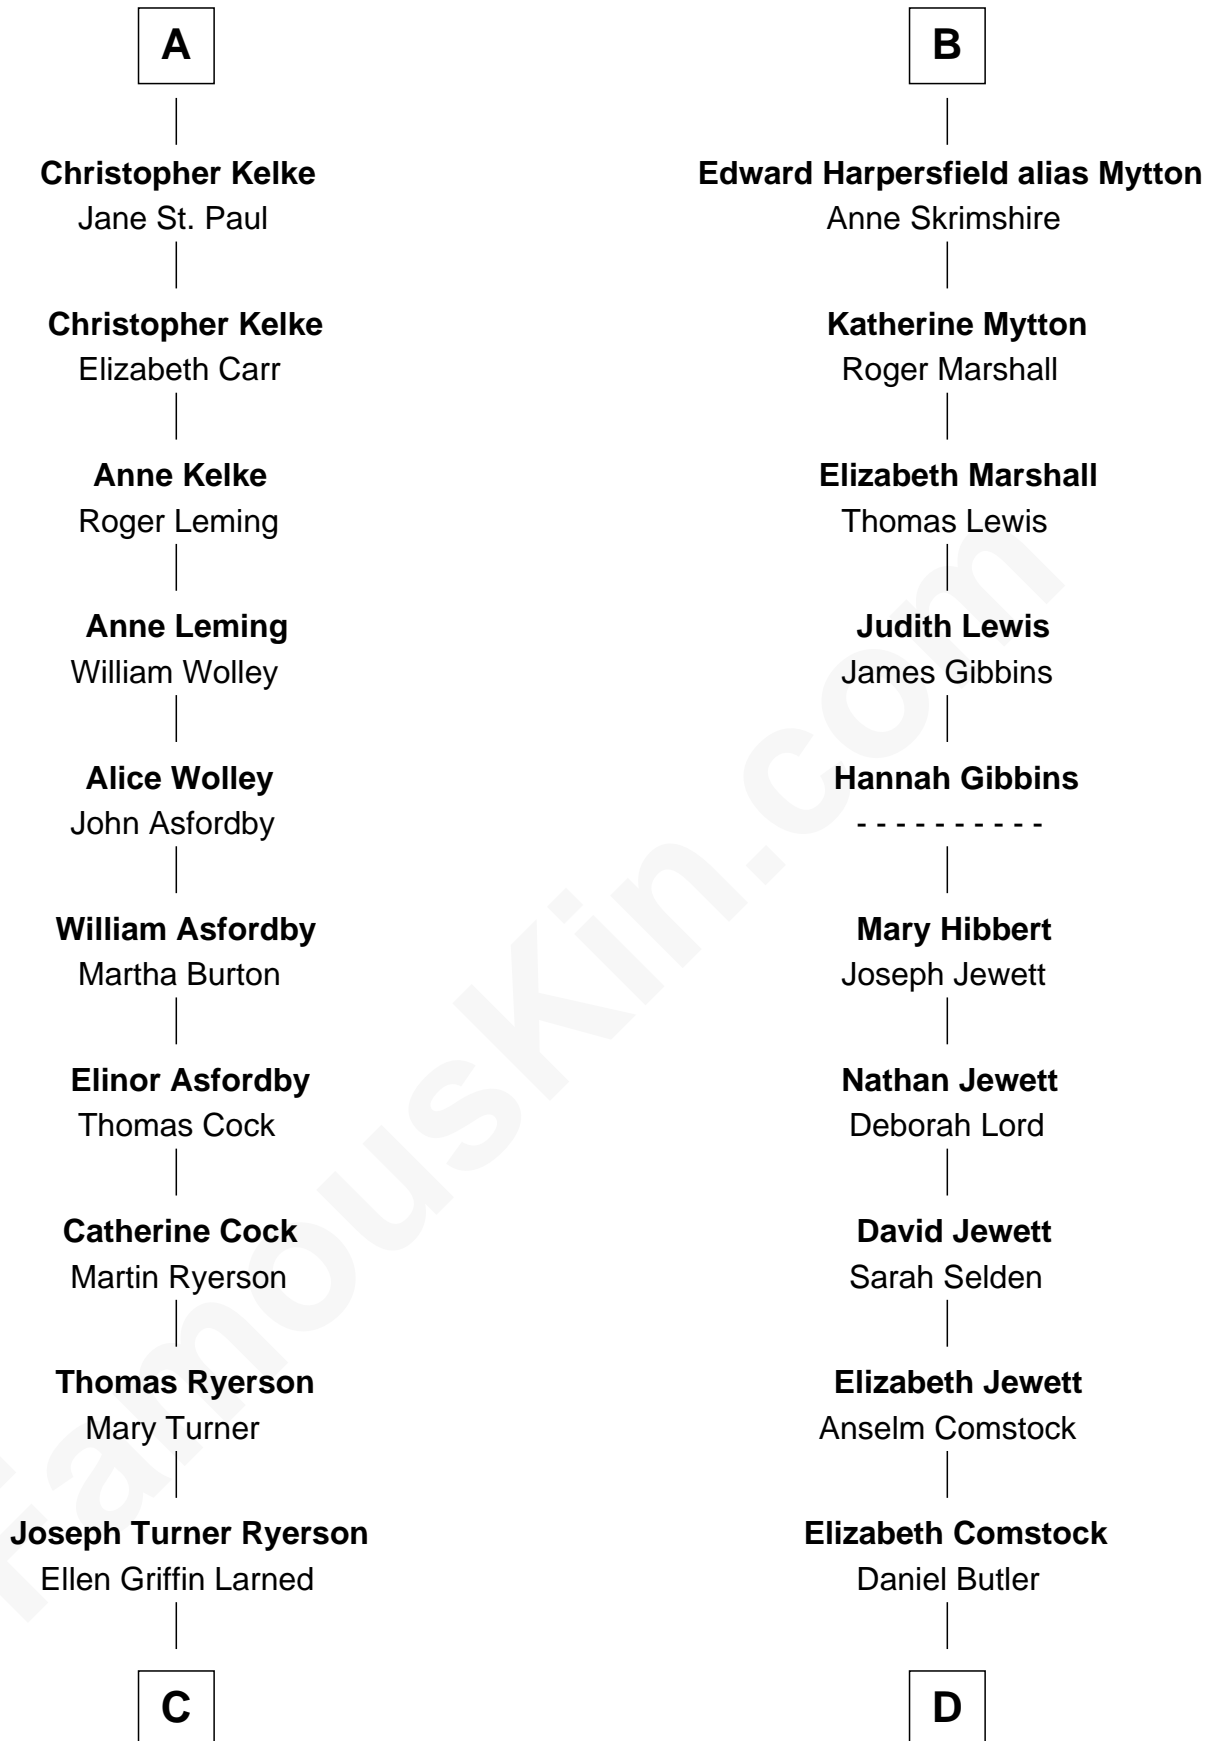 A
Christopher Kelke
Jane St. Paul
Christopher Kelke
Elizabeth Carr
Anne Kelke
Roger Leming
Anne Leming
William Wolley
Alice Wolley
John Asfordby
William Asfordby
Martha Burton
Elinor Asfordby
Thomas Cock
Catherine Cock
Martin Ryerson
Thomas Ryerson
Mary Turner
Joseph Turner Ryerson
Ellen Griffin Larned
C
B
Edward Harpersfield alias Mytton
Anne Skrimshire
Katherine Mytton
Roger Marshall
Elizabeth Marshall
Thomas Lewis
Judith Lewis
James Gibbins
Hannah Gibbins
- - - - - - - - - -
Mary Hibbert
Joseph Jewett
Nathan Jewett
Deborah Lord
David Jewett
Sarah Selden
Elizabeth Jewett
Anselm Comstock
Elizabeth Comstock
Daniel Butler
D
FamousKin.com